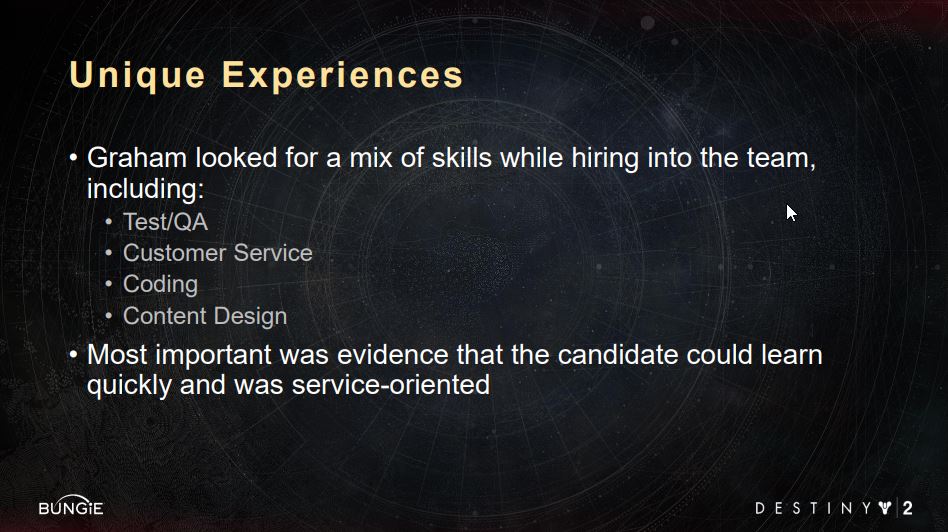 Unique Experiences
• Graham looked for a mix of skills while hiring into the team,
including:
• Test/QA
• Customer Service
• Coding
• Content Design
• Most important was evidence that the candidate could learn
quickly and was service-oriented
BUNGiE
DESTINY 2